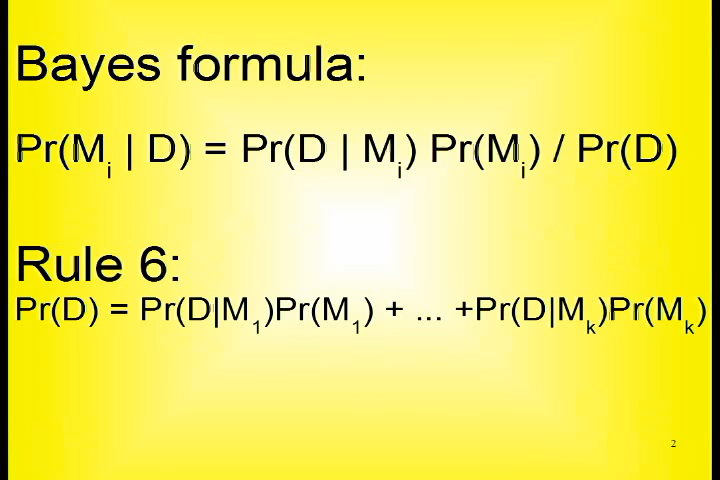 Bayes formula:
Pr(Mᵢ | D) = Pr(D | Mᵢ) Pr(Mᵢ) / Pr(D)
Rule 6:
Pr(D) = Pr(D|M₁)Pr(M₁) + ... +Pr(D|Mₖ)Pr(Mₖ)
2